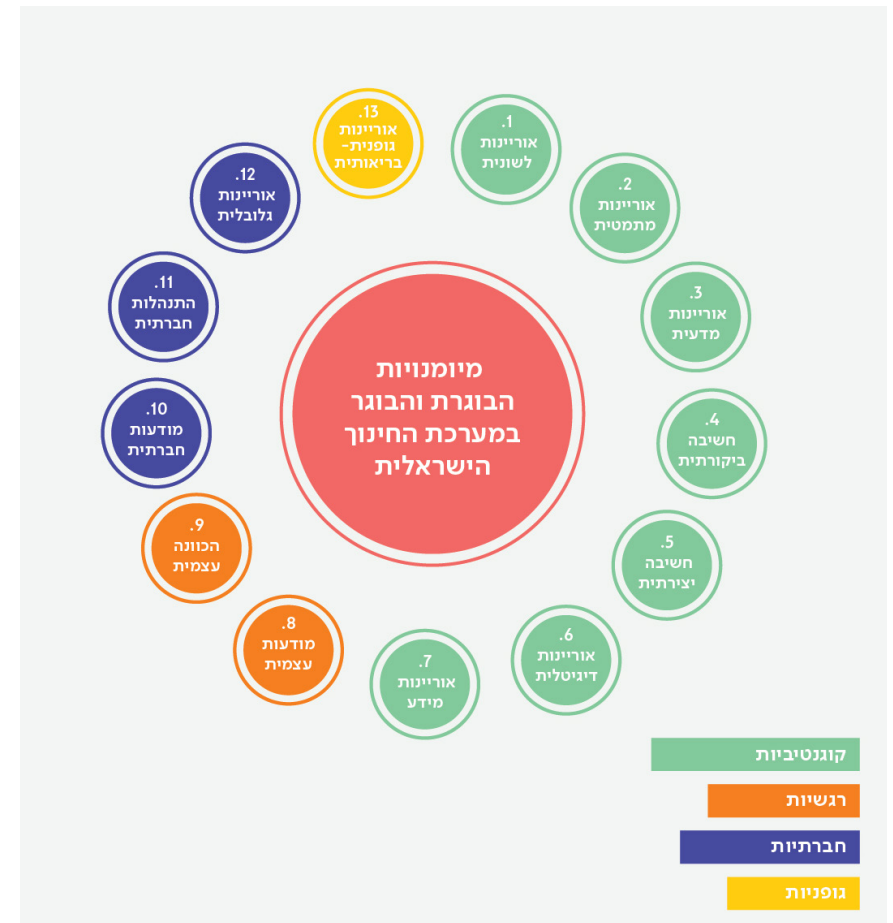 מיומנויות
הבוגרת והבוגר
במערכת החינוך
הישראלית
1.
אוריינות
לשונית
2.
אוריינות
מתמטית
3.
אוריינות
מדעית
4.
חשיבה
ביקורתית
5.
חשיבה
יצירתית
6.
אוריינות
דיגיטלית
7.
אוריינות
מידע
8.
מודעות
עצמית
9.
הכוונה
עצמית
10.
מודעות
חברתית
11.
התנהלות
חברתית
12.
אוריינות
גלובלית
13.
אוריינות
גופנית-
בריאותית
קוגנטיביות
רגשיות
חברתיות
גופניות